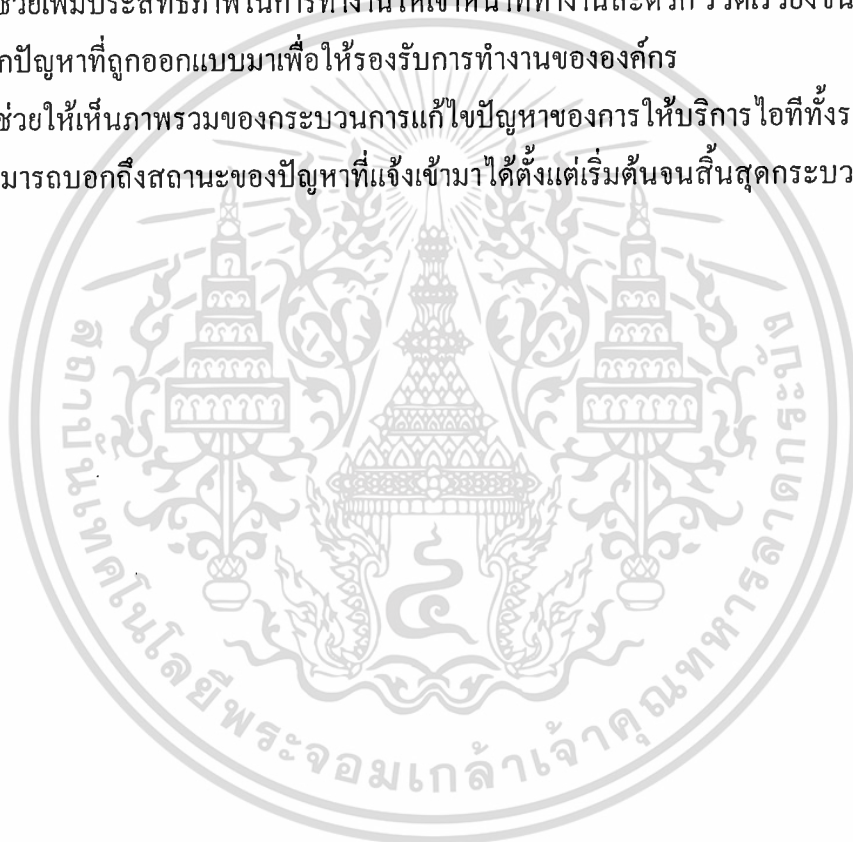 ช่วยเพิ่มประสิทธิภาพในการทำงานให้เจ้าหน้าที่ทำงานสะดวก
กปัญหาที่ถูกออกแบบมาเพื่อให้รองรับการทำงานขององค์กร
ช่วยให้เห็นภาพรวมของกระบวนการแก้ไขปัญหาของการให้บริการไอทีทั้งร
มารถบอกถึงสถานะของปัญหาที่แจ้งเข้ามาได้ตั้งแต่เริ่มต้นจนสิ้นสุดกระบว
สถาบันเทคโนโลยีพระจอมเกล้าเจ้าคุณทหารลาดกระบัง
๔